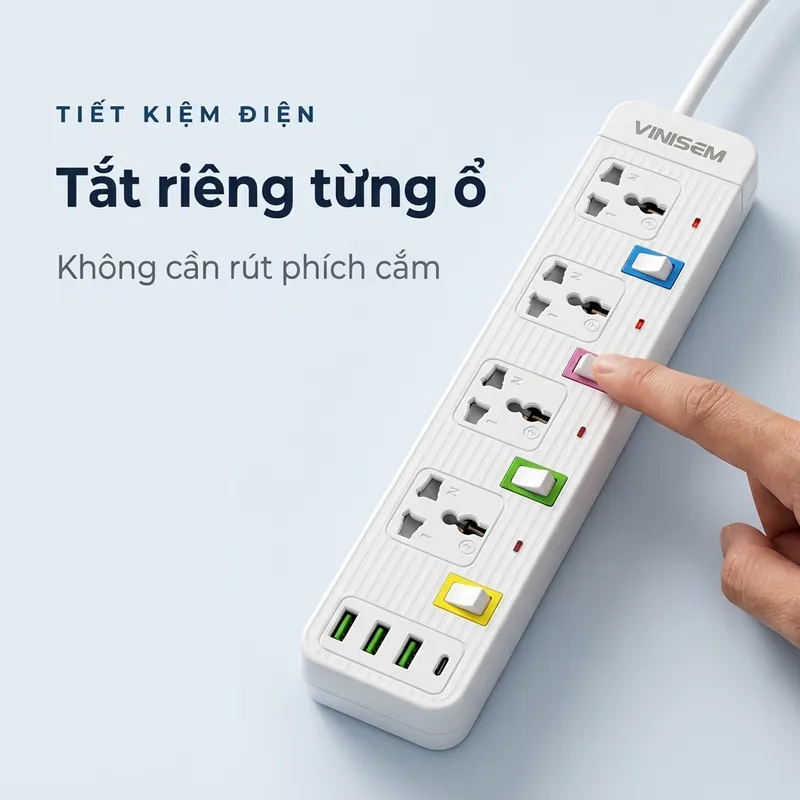 TIẾT KIỆM ĐIỆN
Tắt riêng từng ổ
Không cần rút phích cắm
VINISEM
N
L
N
L
N
L
N
L